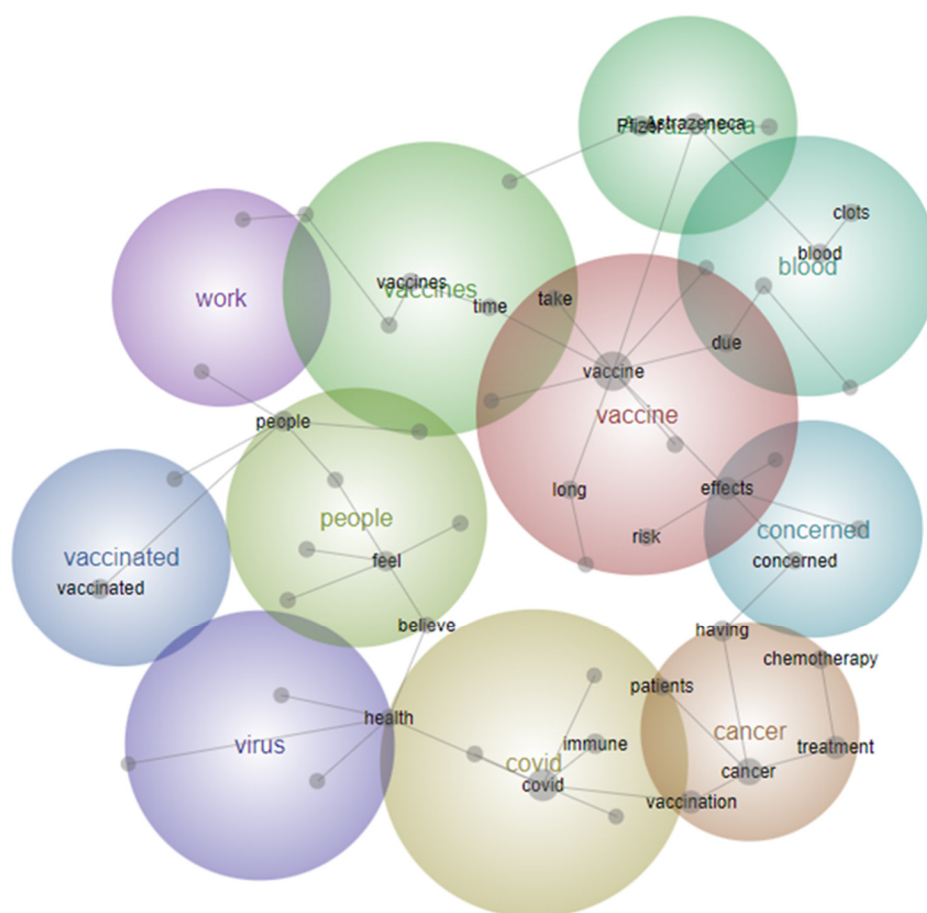 Pfizer
Astrazeneca
Astrazeneca
clots
blood
blood
vaccines
vaccines
work
time
take
due
vaccine
vaccine
people
people
long
effects
risk
concerned
concerned
vaccinated
vaccinated
feel
believe
having
chemotherapy
patients
health
virus
immune
covid
covid
cancer
cancer
treatment
vaccination